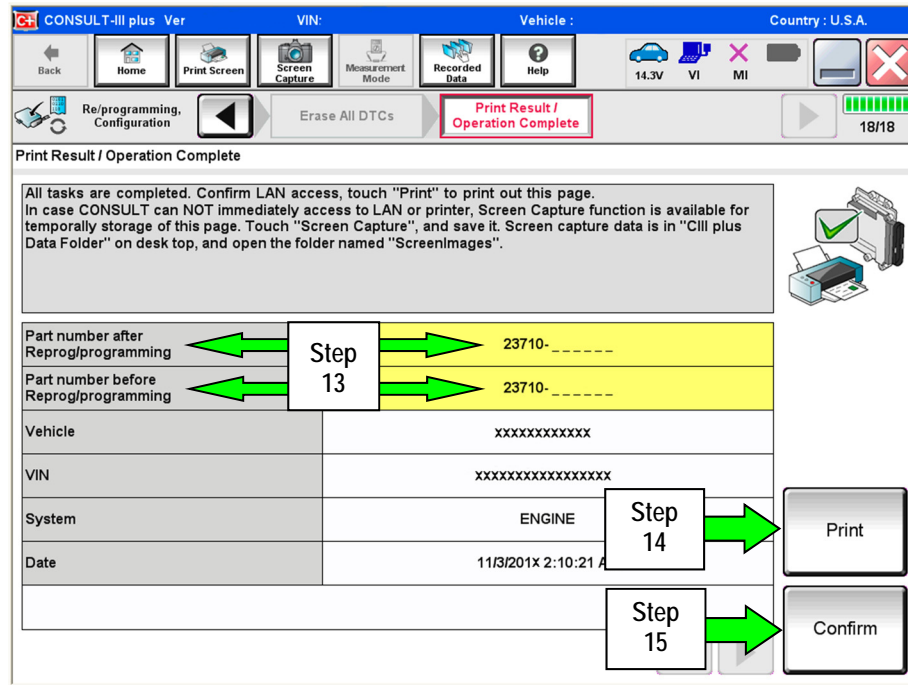 C+ CONSULT-III plus Ver VIN: Vehicle : Country : U.S.A.
Back Home Print Screen Screen Capture Measurement Mode Recorded Data Help 14.3V VI MI
Re/programming, Configuration Erase All DTCs Print Result / Operation Complete 18/18
Print Result / Operation Complete
All tasks are completed. Confirm LAN access, touch "Print" to print out this page.
In case CONSULT can NOT immediately access to LAN or printer, Screen Capture function is available for
temporally storage of this page. Touch "Screen Capture", and save it. Screen capture data is in "CIII plus
Data Folder" on desk top, and open the folder named "ScreenImages".
Part number after
Reprog/programming
23710-______
Step
13
Part number before
Reprog/programming
23710-______
Vehicle xxxxxxxxxxxx
VIN xxxxxxxxxxxxxxxxx
System ENGINE
Step
14
Print
Date 11/3/201x 2:10:21 A
Step
15
Confirm